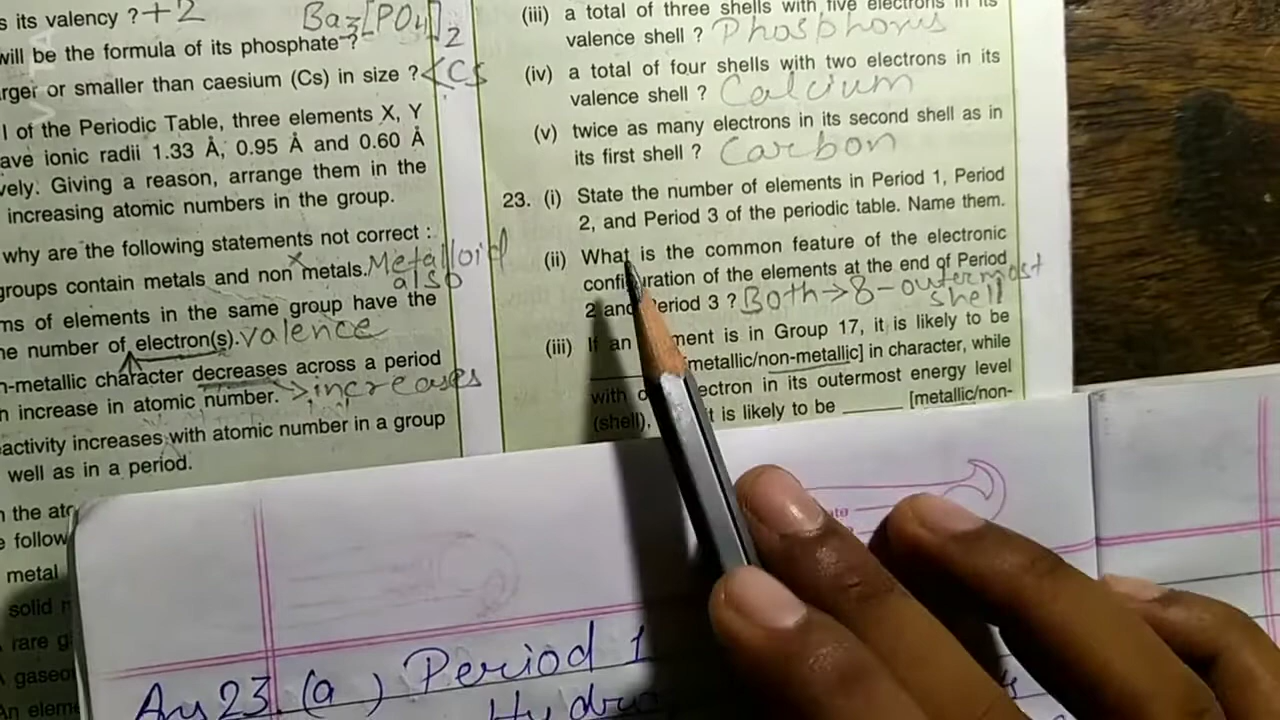 s its valency ? +2
Ba3[PO4]2
will be the formula of its phosphate ?
arger or smaller than caesium (Cs) in size ? <Cs
I of the Periodic Table, three elements X, Y
ave ionic radii 1.33 Å, 0.95 Å and 0.60 Å
vely. Giving a reason, arrange them in the
increasing atomic numbers in the group.
why are the following statements not correct :
groups contain metals and non metals. Metalloid
also
ms of elements in the same group have the
ne number of electron(s). valence
n-metallic character decreases across a period
n increase in atomic number. increases
eactivity increases with atomic number in a group
well as in a period.
n the ato
e follow
metal
solid
rare g
gaseo
An eleme
(iii) a total of three shells with five electrons in its
valence shell ? Phosphorus
(iv) a total of four shells with two electrons in its
valence shell ? Calcium
(v) twice as many electrons in its second shell as in
its first shell ? Carbon
23. (i) State the number of elements in Period 1, Period
2, and Period 3 of the periodic table. Name them.
(ii) What is the common feature of the electronic
configuration of the elements at the end of Period
2 and Period 3 ? Both → 8 - outermost
shell
(iii) If an ment is in Group 17, it is likely to be
[metallic/non-metallic] in character, while
with o ectron in its outermost energy level
(shell), it is likely to be ______ [metallic/non-
Ans 23. (a) Period 1
Hydro